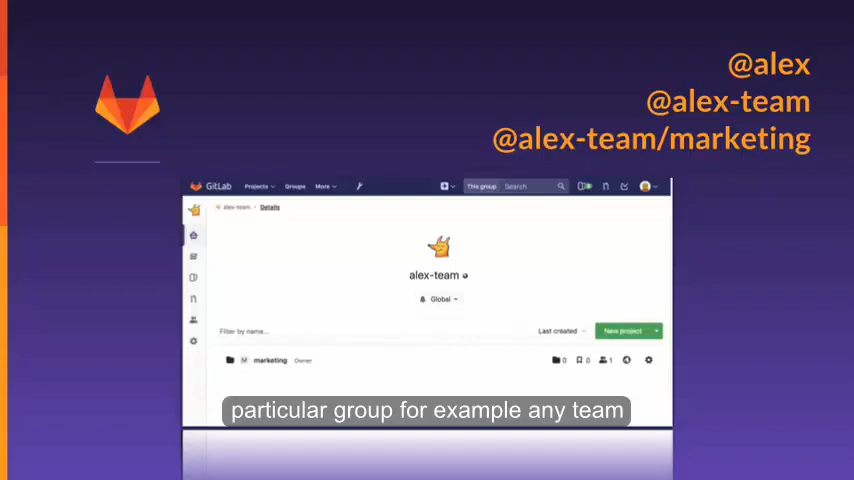 @alex
@alex-team
@alex-team/marketing
GitLab Projects Groups More This group Search
alex-team > Details
alex-team
Global
Filter by name... Last created New project
M marketing Owner 0 0 1
particular group for example any team